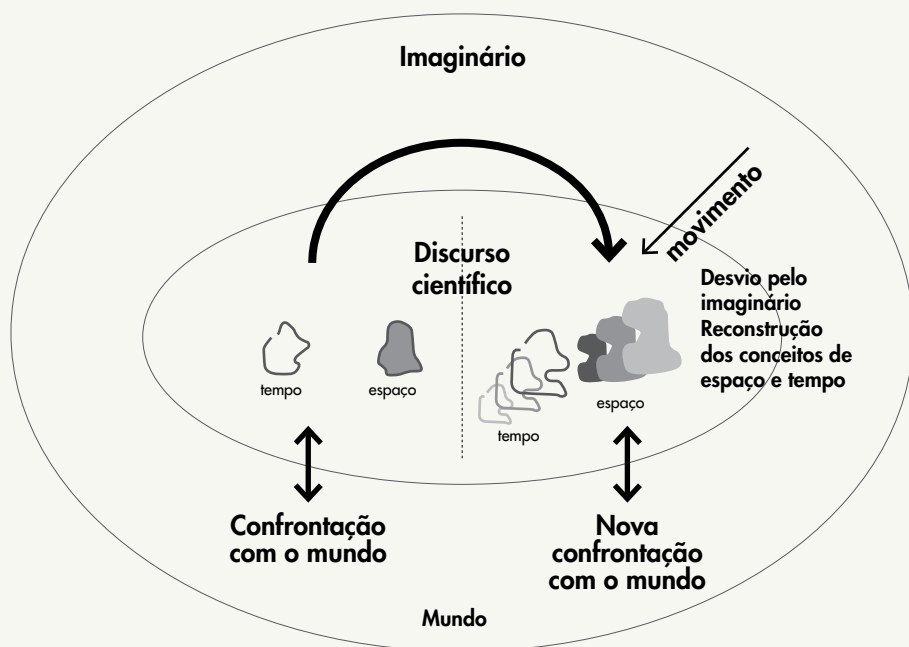 Imaginário
movimento
Discurso
científico
Desvio pelo
imaginário
Reconstrução
dos conceitos de
espaço e tempo
tempo
espaço
tempo
espaço
Confrontação
com o mundo
Nova
confrontação
com o mundo
Mundo